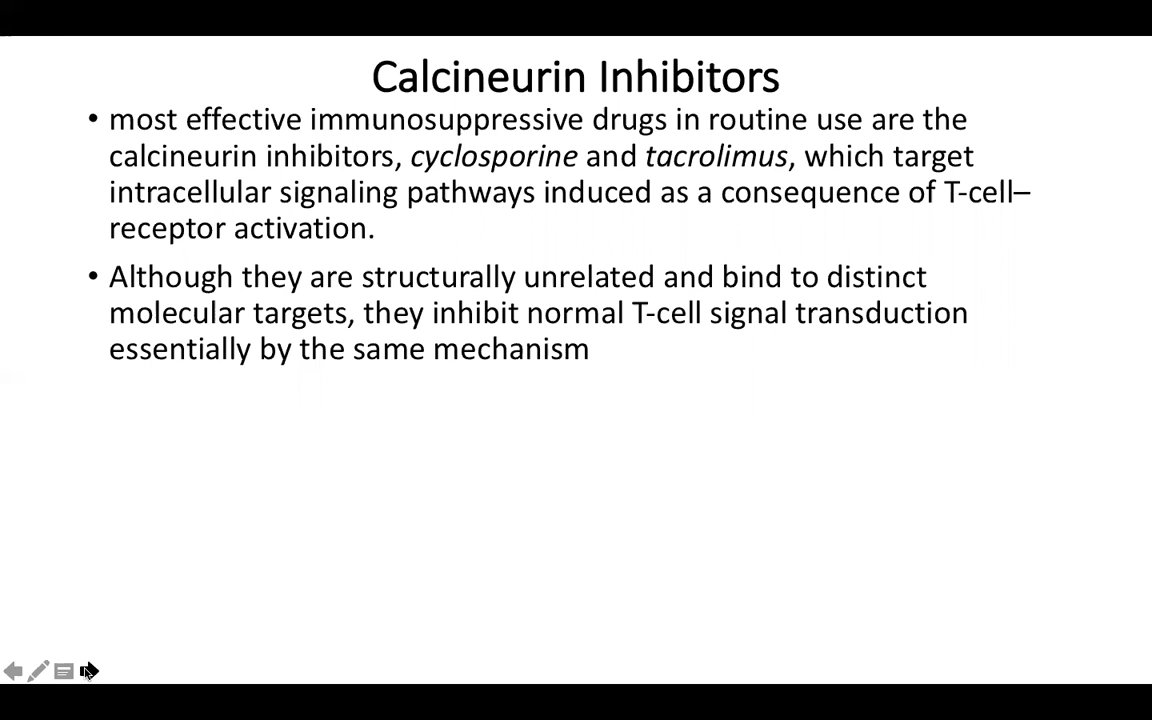 Calcineurin Inhibitors
• most effective immunosuppressive drugs in routine use are the
calcineurin inhibitors, cyclosporine and tacrolimus, which target
intracellular signaling pathways induced as a consequence of T-cell–
receptor activation.
• Although they are structurally unrelated and bind to distinct
molecular targets, they inhibit normal T-cell signal transduction
essentially by the same mechanism